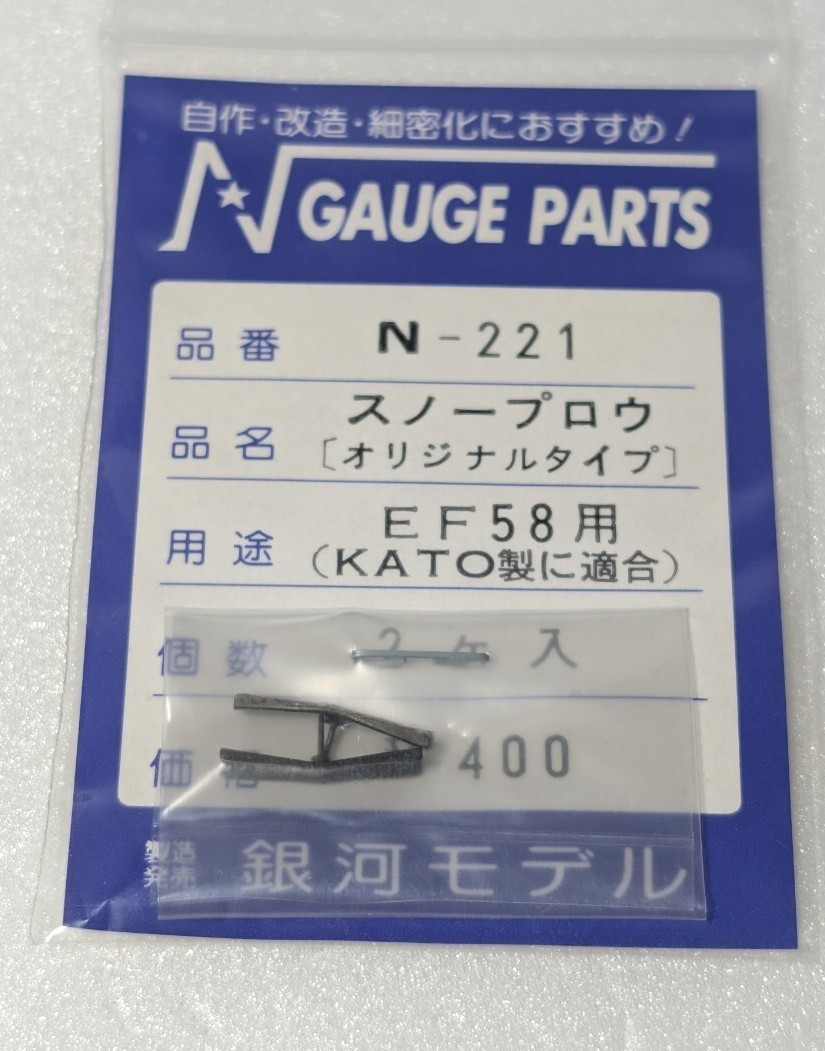 自作・改造・細密化におすすめ！
N GAUGE PARTS
品番 N-221
品名 スノープロウ
〔オリジナルタイプ〕
用途 EF58用
（KATO製に適合）
個数 2ヶ入
価格 400
製造
発売 銀河モデル